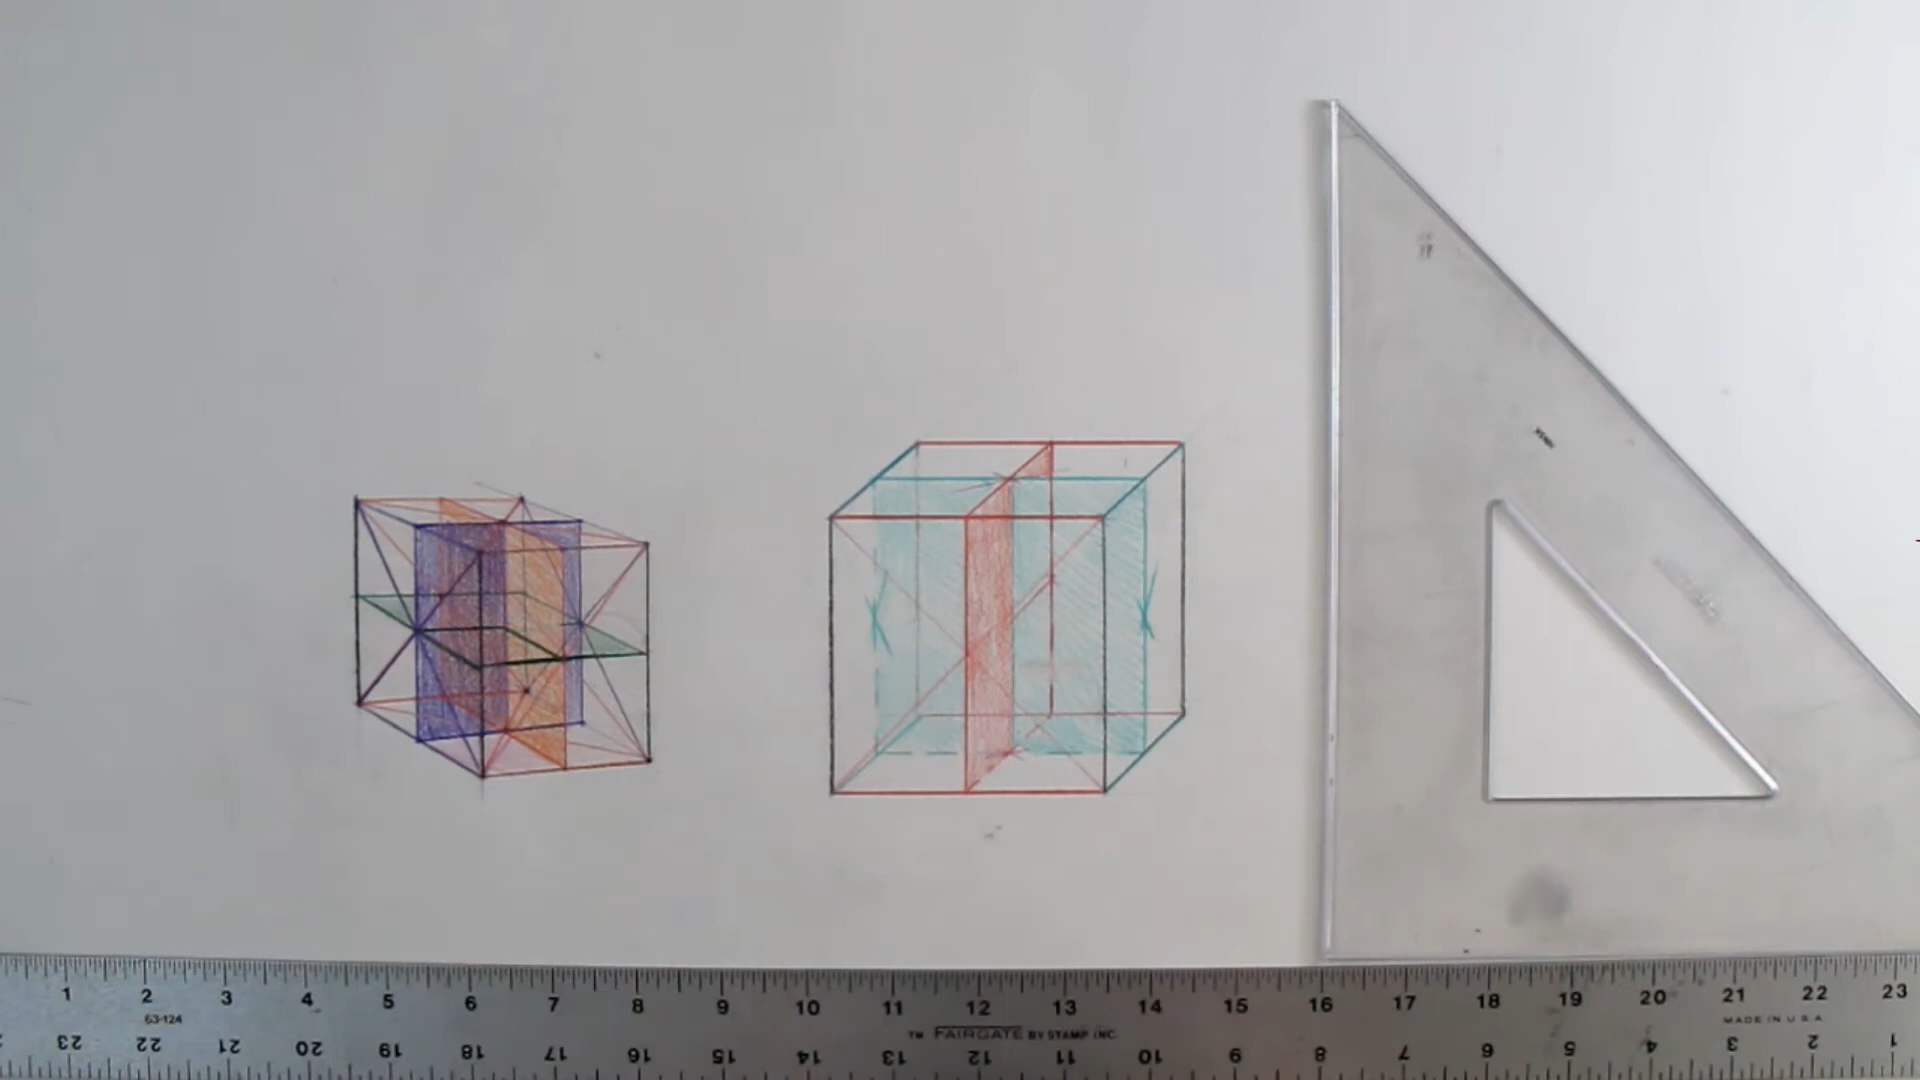 1 2 3 4 5 6 7 8 9 10 11 12 13 14 15 16 17 18 19 20 21 22 23
63-124
™ FAIRGATE BY STAMP INC.
MADE IN U S A
23 22 21 20 19 18 17 16 15 14 13 12 11 10 9 8 7 6 5 4 3 2 1